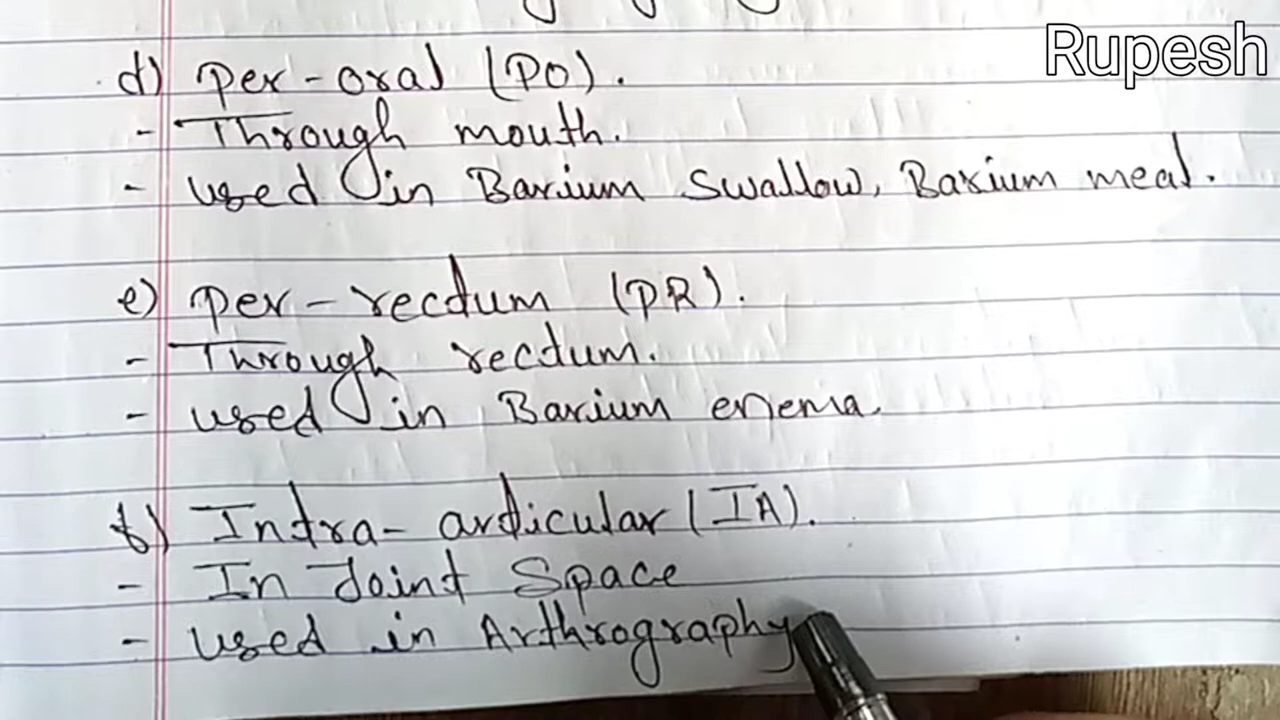 Rupesh
d) Per-oral (PO).
- Through mouth.
- used in Barium swallow, Barium meal.
e) Per-rectum (PR).
- Through rectum.
- used in Barium enema.
f) Intra-articular (IA).
- In Joint Space
- used in Arthrography